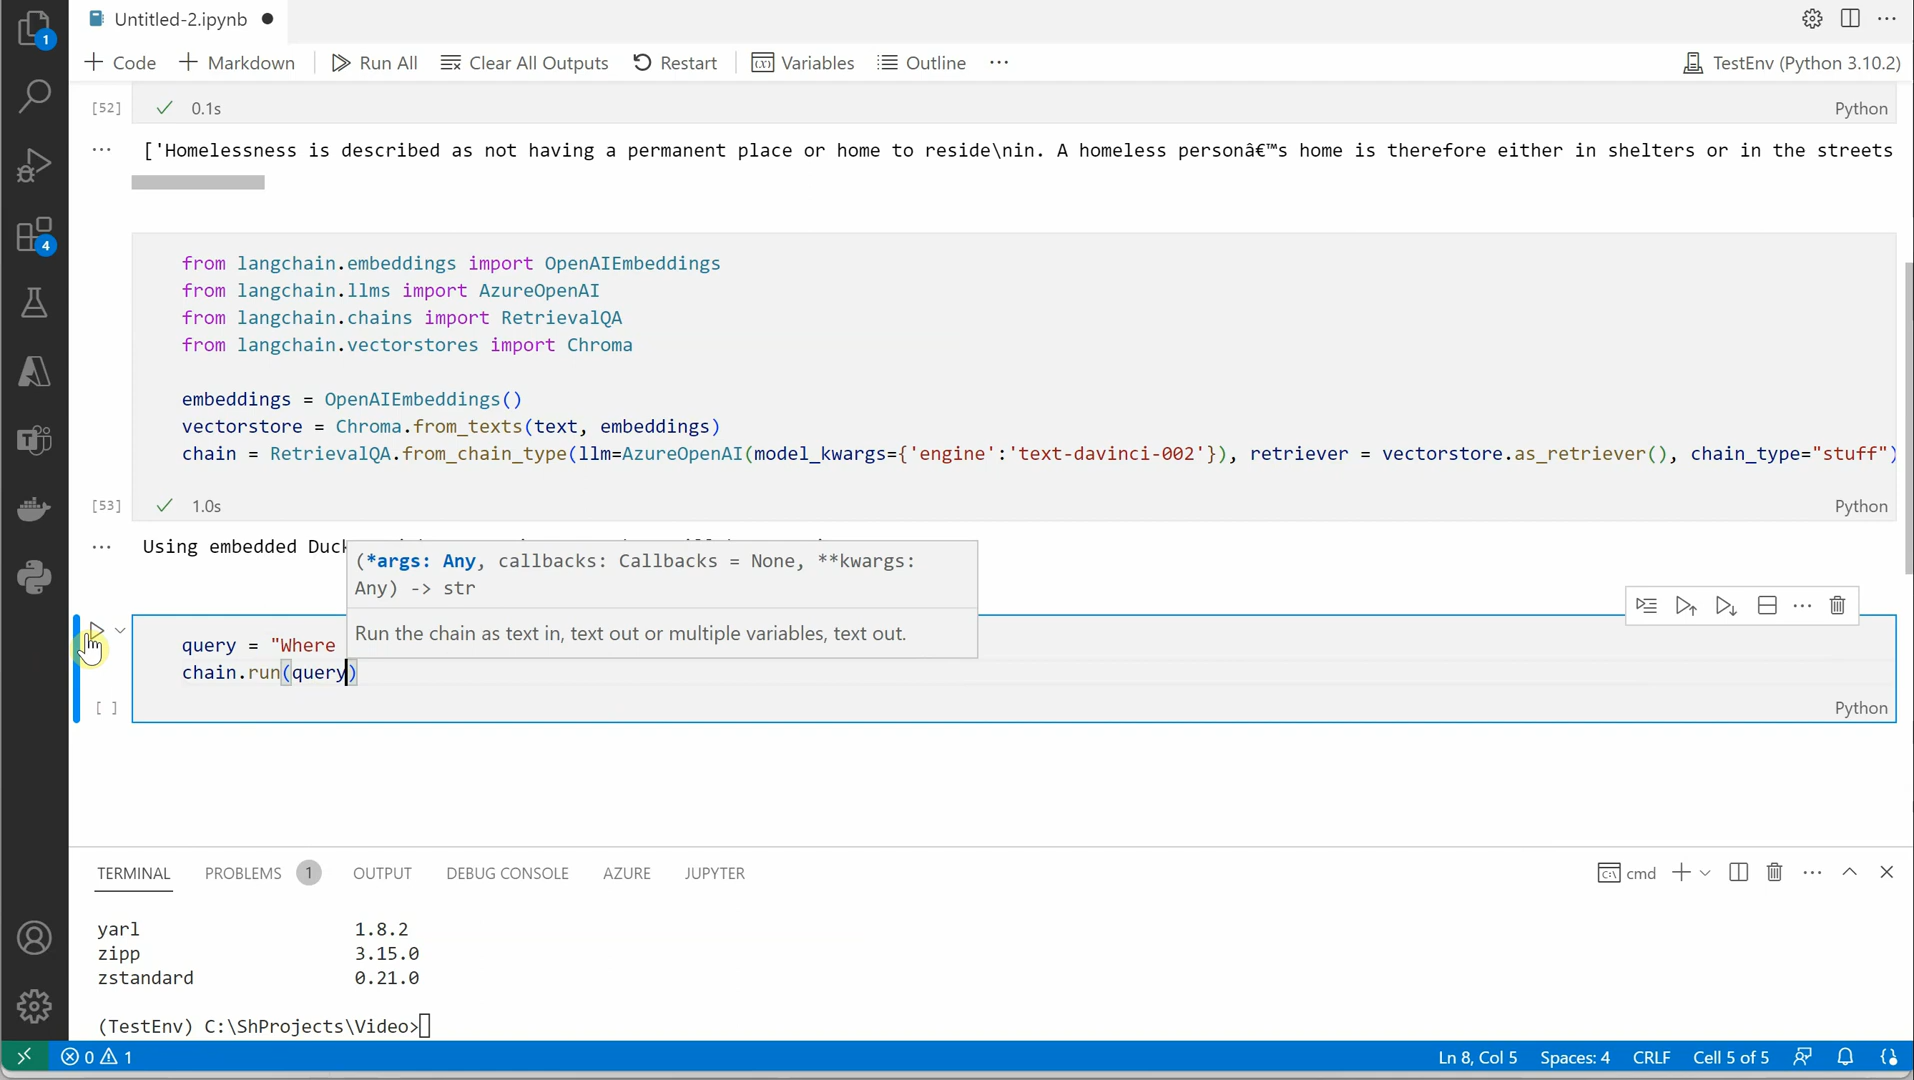 Untitled-2.ipynb
1
Code
Markdown
Run All
Clear All Outputs
Restart
Variables
Outline
TestEnv (Python 3.10.2)
[52]
0.1s
Python
['Homelessness is described as not having a permanent place or home to reside\nin. A homeless personâ€™s home is therefore either in shelters or in the streets
4
from langchain.embeddings import OpenAIEmbeddings
from langchain.llms import AzureOpenAI
from langchain.chains import RetrievalQA
from langchain.vectorstores import Chroma
embeddings = OpenAIEmbeddings()
vectorstore = Chroma.from_texts(text, embeddings)
chain = RetrievalQA.from_chain_type(llm=AzureOpenAI(model_kwargs={'engine':'text-davinci-002'}), retriever = vectorstore.as_retriever(), chain_type="stuff")
[53]
1.0s
Python
Using embedded
(*args: Any, callbacks: Callbacks = None, **kwargs:
Any) -> str
Run the chain as text in, text out or multiple variables, text out.
query = "Where
chain.run(query)
[ ]
Python
TERMINAL
PROBLEMS 1
OUTPUT
DEBUG CONSOLE
AZURE
JUPYTER
cmd
yarl 1.8.2
zipp 3.15.0
zstandard 0.21.0
(TestEnv) C:\ShProjects\Video>
0 1
Ln 8, Col 5
Spaces: 4
CRLF
Cell 5 of 5